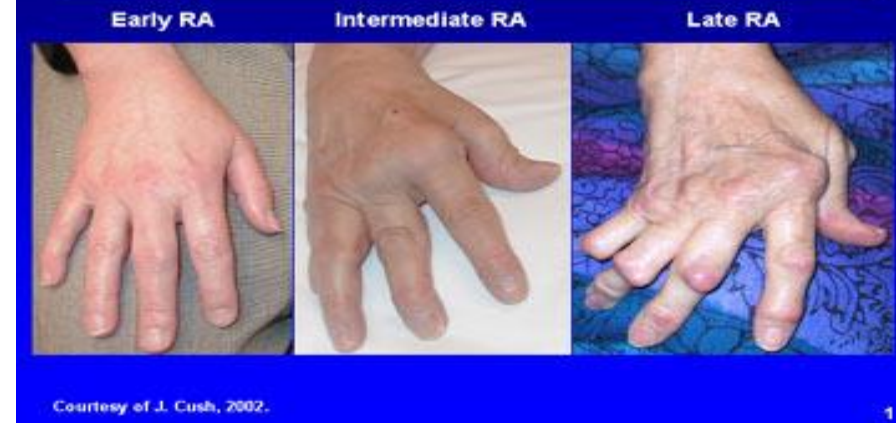 Early RA
Intermediate RA
Late RA
Courtesy of J. Cush, 2002.
1